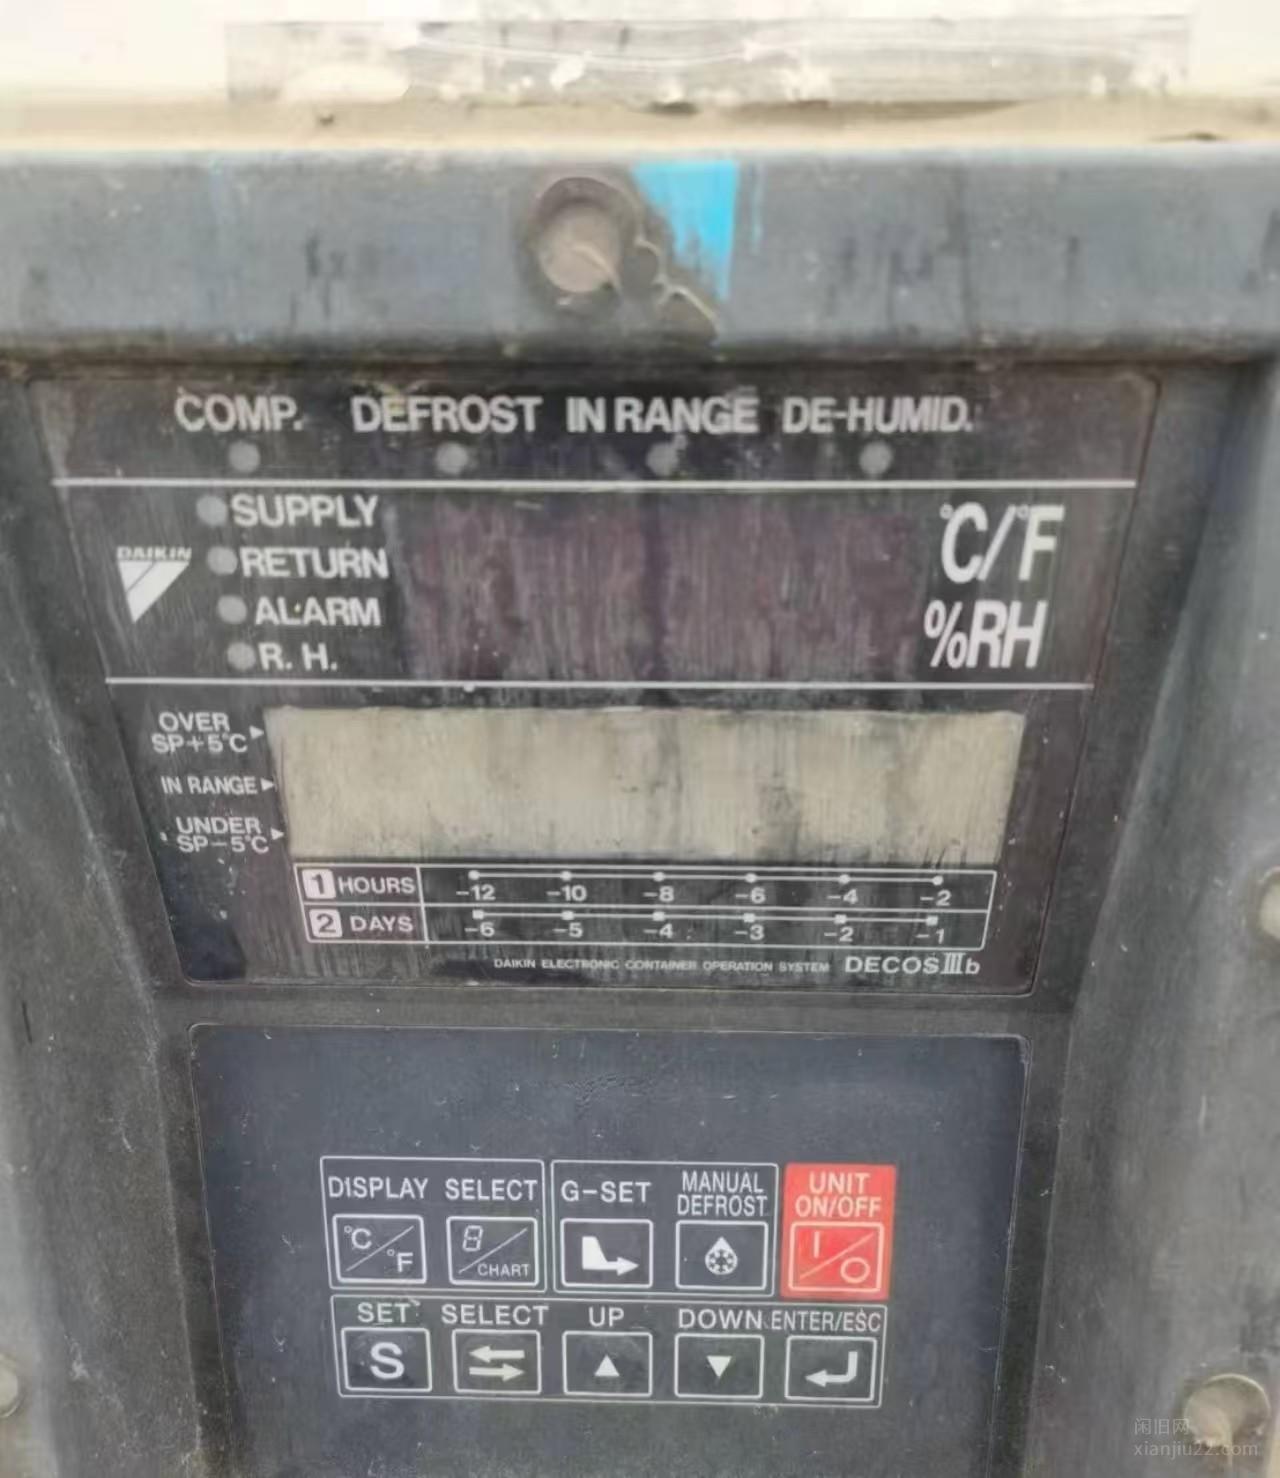 COMP. DEFROST IN RANGE DE-HUMID.
SUPPLY
RETURN
ALARM
R. H.
DAIKIN
°C/°F
%RH
OVER
SP+5°C
IN RANGE
UNDER
SP-5°C
1 HOURS -12 -10 -8 -6 -4 -2
2 DAYS -6 -5 -4 -3 -2 -1
DAIKIN ELECTRONIC CONTAINER OPERATION SYSTEM DECOSⅢb
DISPLAY SELECT G-SET MANUAL DEFROST UNIT ON/OFF
°C/°F 8/CHART I/O
SET SELECT UP DOWN ENTER/ESC
S
闲旧网
xianjiu22.com